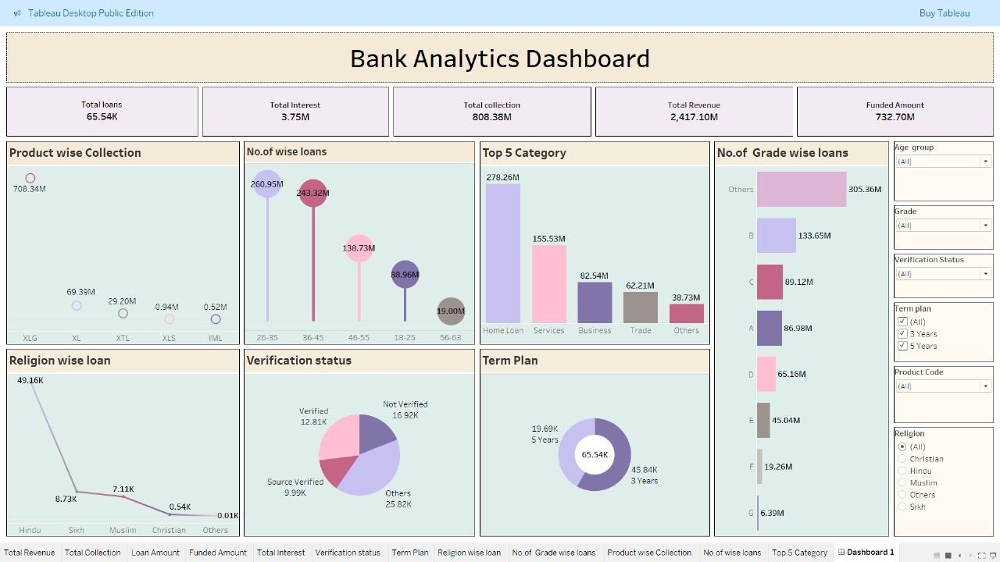 Tableau Desktop Public Edition
Buy Tableau
Bank Analytics Dashboard
Total loans
65.54K
Total Interest
3.75M
Total collection
808.38M
Total Revenue
2,417.10M
Funded Amount
732.70M
Product wise Collection
708.34M
69.39M
29.20M
0.94M
0.52M
XLG XL XTL XLS IML
No.of wise loans
260.95M
243.32M
138.73M
88.96M
19.00M
26-35 36-45 46-55 18-25 56-63
Top 5 Category
278.26M
155.53M
82.54M
62.21M
38.73M
Home Loan Services Business Trade Others
No.of  Grade wise loans
Others 305.36M
B 133.65M
C 89.12M
A 86.98M
D 65.16M
E 45.04M
F 19.26M
G 6.39M
Age group
(All)
Grade
(All)
Verification Status
(All)
Term plan
(All)
3 Years
5 Years
Product Code
(All)
Religion
(All)
Christian
Hindu
Muslim
Others
Sikh
Religion wise loan
49.16K
8.73K
7.11K
0.54K
0.01K
Hindu Sikh Muslim Christian Others
Verification status
Not Verified
16.92K
Verified
12.81K
Source Verified
9.99K
Others
25.82K
Term Plan
19.69K
5 Years
65.54K
45.84K
3 Years
Total Revenue Total Collection Loan Amount Funded Amount Total Interest Verification status Term Plan Religion wise loan No.of  Grade wise loans Product wise Collection No.of wise loans Top 5 Category Dashboard 1